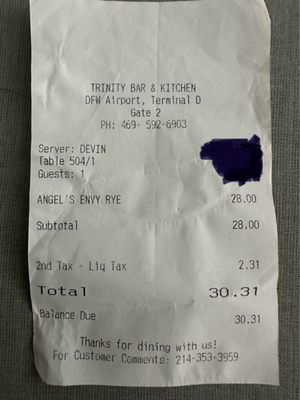 TRINITY BAR & KITCHEN
DFW Airport, Terminal D
Gate 2
PH: 469- 592-6903
Server: DEVIN
Table 504/1
Guests: 1
ANGEL'S ENVY RYE 28.00
Subtotal 28.00
2nd Tax - Liq Tax 2.31
Total 30.31
Balance Due 30.31
Thanks for dining with us!
For Customer Comments: 214-353-3959